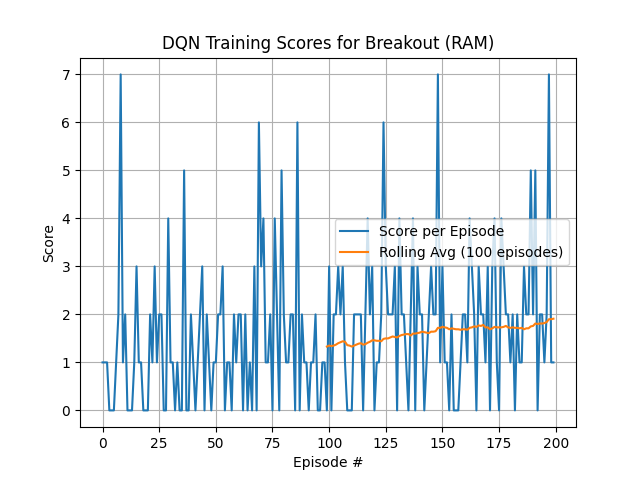 DQN Training Scores for Breakout (RAM)
7
6
5
4
3
2
1
0
Score
Score per Episode
Rolling Avg (100 episodes)
0 25 50 75 100 125 150 175 200
Episode #